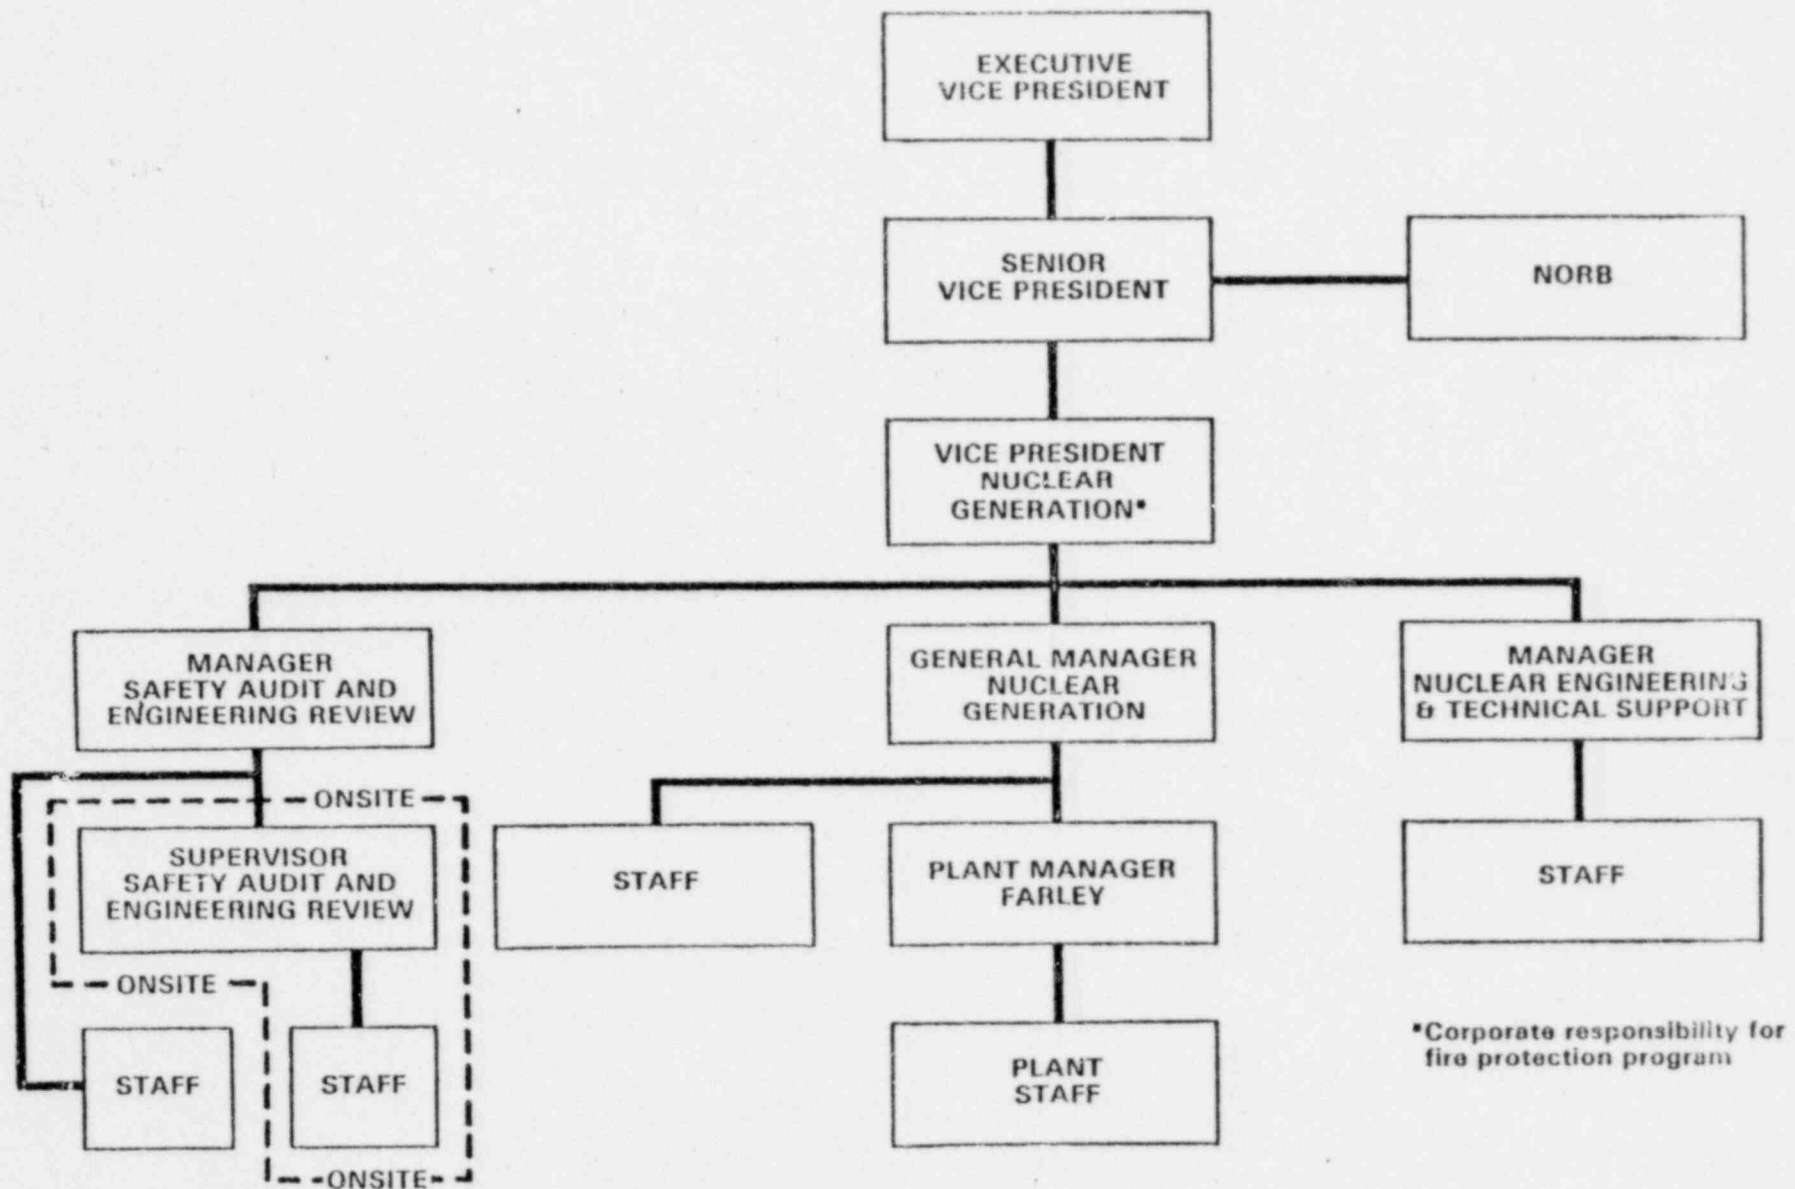 EXECUTIVE
VICE PRESIDENT
SENIOR
VICE PRESIDENT
NORB
VICE PRESIDENT
NUCLEAR
GENERATION*
MANAGER
SAFETY AUDIT AND
ENGINEERING REVIEW
GENERAL MANAGER
NUCLEAR
GENERATION
MANAGER
NUCLEAR ENGINEERING
& TECHNICAL SUPPORT
ONSITE
SUPERVISOR
SAFETY AUDIT AND
ENGINEERING REVIEW
STAFF
PLANT MANAGER
FARLEY
STAFF
ONSITE
STAFF
STAFF
PLANT
STAFF
*Corporate responsibility for
fire protection program
ONSITE